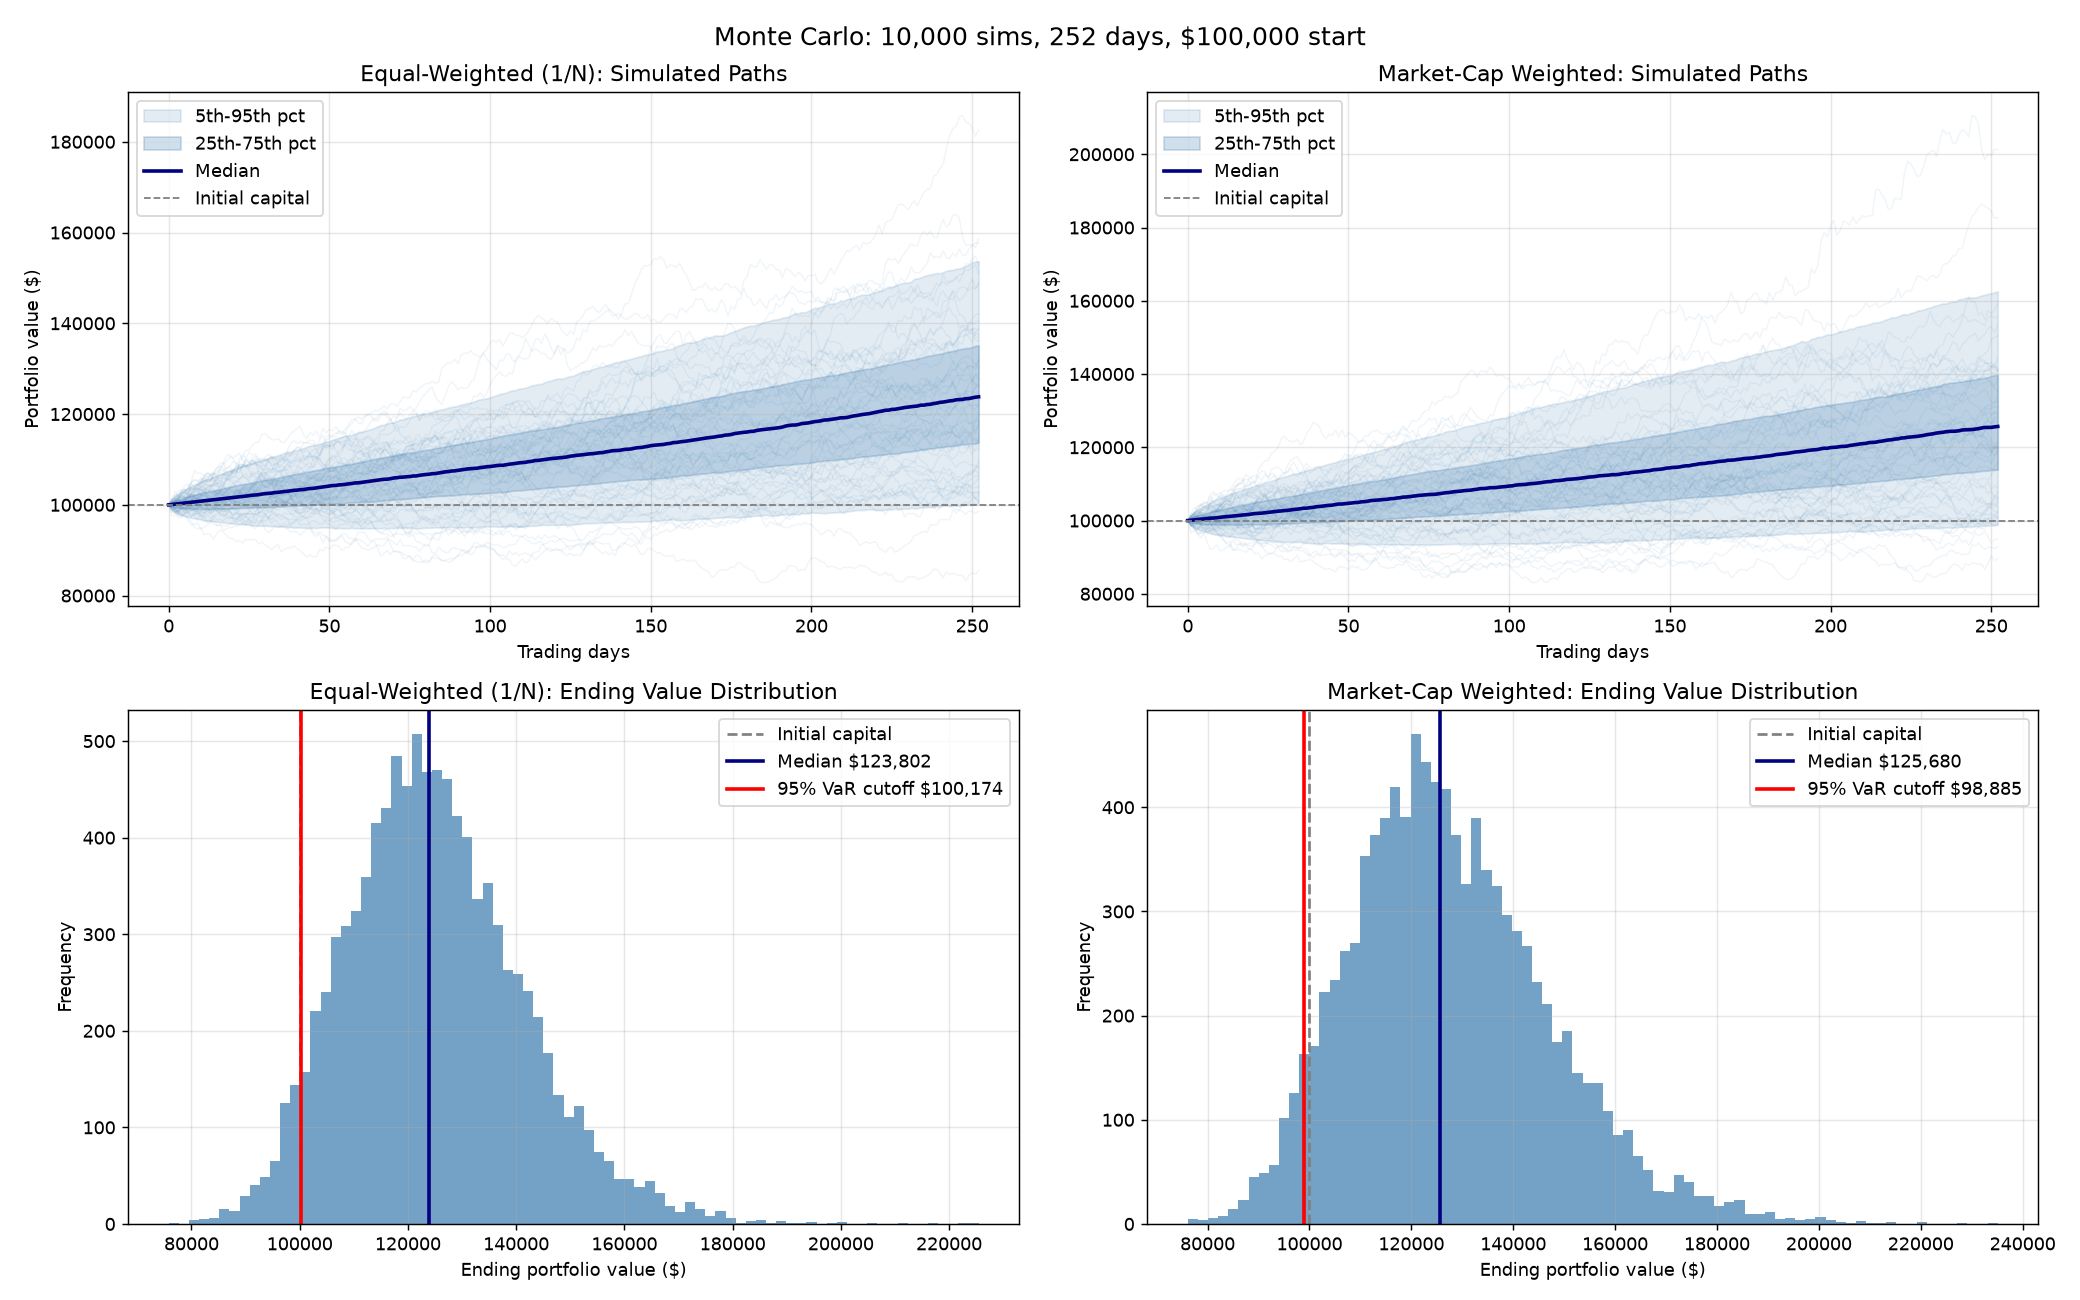 Monte Carlo: 10,000 sims, 252 days, $100,000 start
Equal-Weighted (1/N): Simulated Paths
5th-95th pct
25th-75th pct
Median
Initial capital
Portfolio value ($)
180000
160000
140000
120000
100000
80000
0
50
100
150
200
250
Trading days
Market-Cap Weighted: Simulated Paths
5th-95th pct
25th-75th pct
Median
Initial capital
Portfolio value ($)
200000
180000
160000
140000
120000
100000
80000
0
50
100
150
200
250
Trading days
Equal-Weighted (1/N): Ending Value Distribution
Initial capital
Median $123,802
95% VaR cutoff $100,174
Frequency
500
400
300
200
100
0
80000
100000
120000
140000
160000
180000
200000
220000
Ending portfolio value ($)
Market-Cap Weighted: Ending Value Distribution
Initial capital
Median $125,680
95% VaR cutoff $98,885
Frequency
400
300
200
100
0
80000
100000
120000
140000
160000
180000
200000
220000
240000
Ending portfolio value ($)